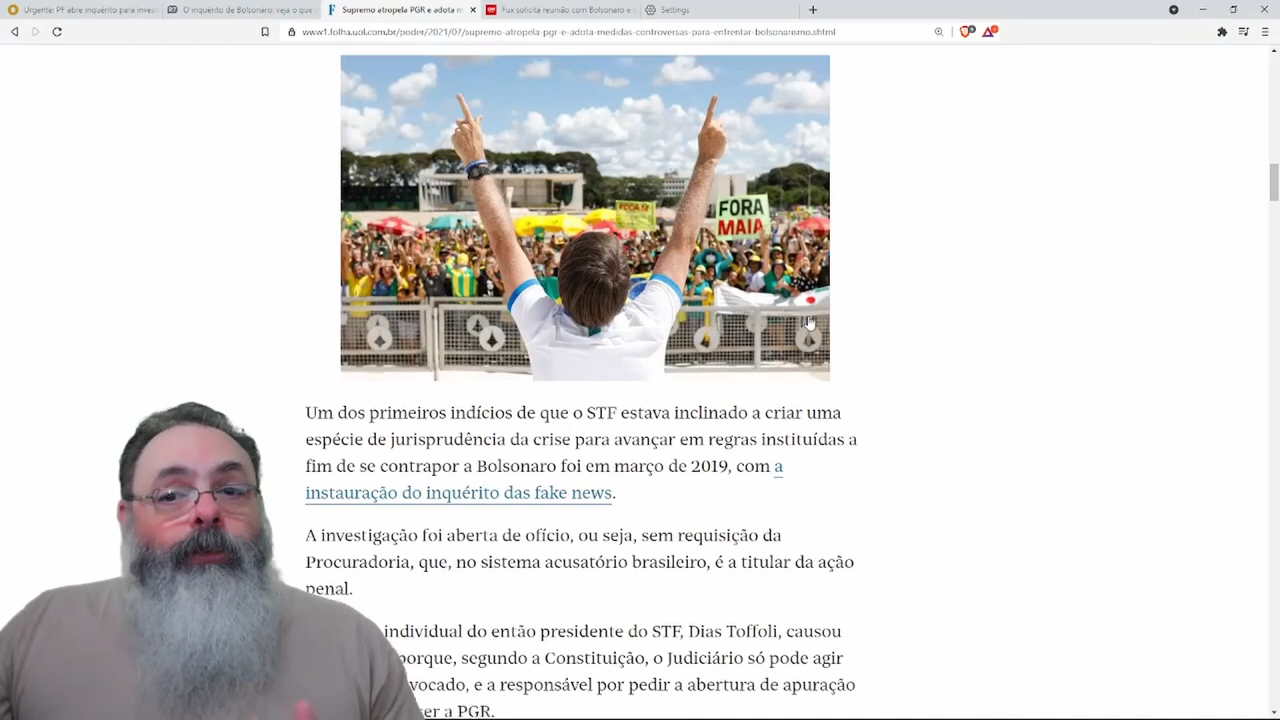 Urgente: PF abre inquérito para inves
O inquérito de Bolsonaro: veja o que
Supremo atropela PGR e adota m
Fux solicita reunião com Bolsonaro e
Settings
www1.folha.uol.com.br/poder/2021/07/supremo-atropela-pgr-e-adota-medidas-controversas-para-enfrentar-bolsonarismo.shtml
FODA-SE
FORA
MAIA
Um dos primeiros indícios de que o STF estava inclinado a criar uma
espécie de jurisprudência da crise para avançar em regras instituídas a
fim de se contrapor a Bolsonaro foi em março de 2019, com a
instauração do inquérito das fake news.
A investigação foi aberta de ofício, ou seja, sem requisição da
Procuradoria, que, no sistema acusatório brasileiro, é a titular da ação
penal.
individual do então presidente do STF, Dias Toffoli, causou
porque, segundo a Constituição, o Judiciário só pode agir
vocado, e a responsável por pedir a abertura de apuração
er a PGR.